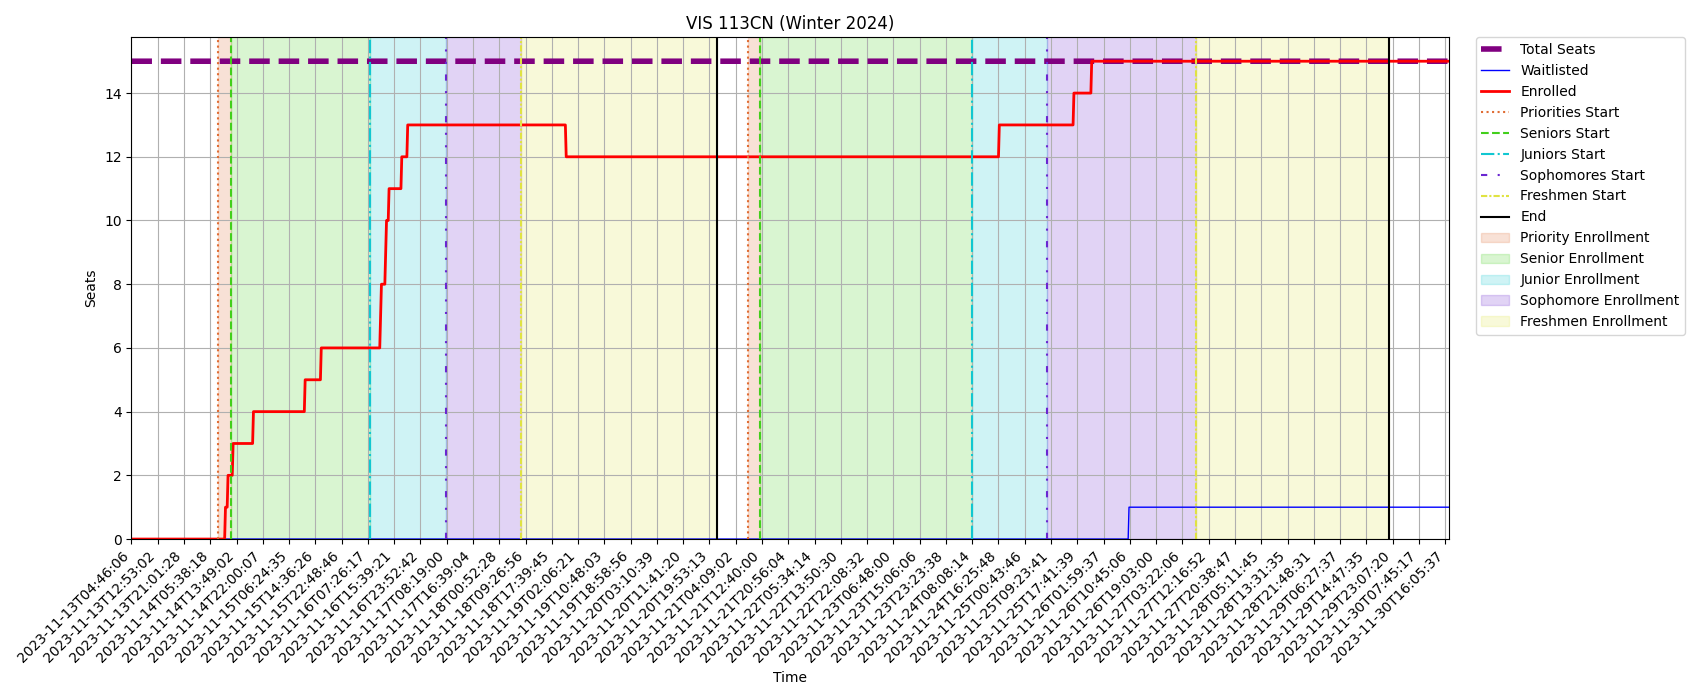 VIS 113CN (Winter 2024)
Seats
14
12
10
8
6
4
2
0
2023-11-13T04:46:06
2023-11-13T12:53:02
2023-11-13T21:01:28
2023-11-14T05:38:18
2023-11-14T13:49:02
2023-11-14T22:00:07
2023-11-15T06:24:35
2023-11-15T14:36:26
2023-11-15T22:48:46
2023-11-16T07:26:17
2023-11-16T15:39:21
2023-11-16T23:52:42
2023-11-17T08:19:00
2023-11-17T16:39:04
2023-11-18T00:52:28
2023-11-18T09:26:56
2023-11-18T17:39:45
2023-11-19T02:06:21
2023-11-19T10:48:03
2023-11-19T18:58:56
2023-11-20T03:10:39
2023-11-20T11:41:20
2023-11-20T19:53:13
2023-11-21T04:09:02
2023-11-21T12:40:00
2023-11-21T20:56:04
2023-11-22T05:34:14
2023-11-22T13:50:30
2023-11-22T22:08:32
2023-11-23T06:48:00
2023-11-23T15:06:06
2023-11-23T23:23:38
2023-11-24T08:08:14
2023-11-24T16:25:48
2023-11-25T00:43:46
2023-11-25T09:23:41
2023-11-25T17:41:39
2023-11-26T01:59:37
2023-11-26T10:45:06
2023-11-26T19:03:00
2023-11-27T03:22:06
2023-11-27T12:16:52
2023-11-27T20:38:47
2023-11-28T05:11:45
2023-11-28T13:31:35
2023-11-28T21:48:31
2023-11-29T06:27:37
2023-11-29T14:47:35
2023-11-29T23:07:20
2023-11-30T07:45:17
2023-11-30T16:05:37
Time
Total Seats
Waitlisted
Enrolled
Priorities Start
Seniors Start
Juniors Start
Sophomores Start
Freshmen Start
End
Priority Enrollment
Senior Enrollment
Junior Enrollment
Sophomore Enrollment
Freshmen Enrollment